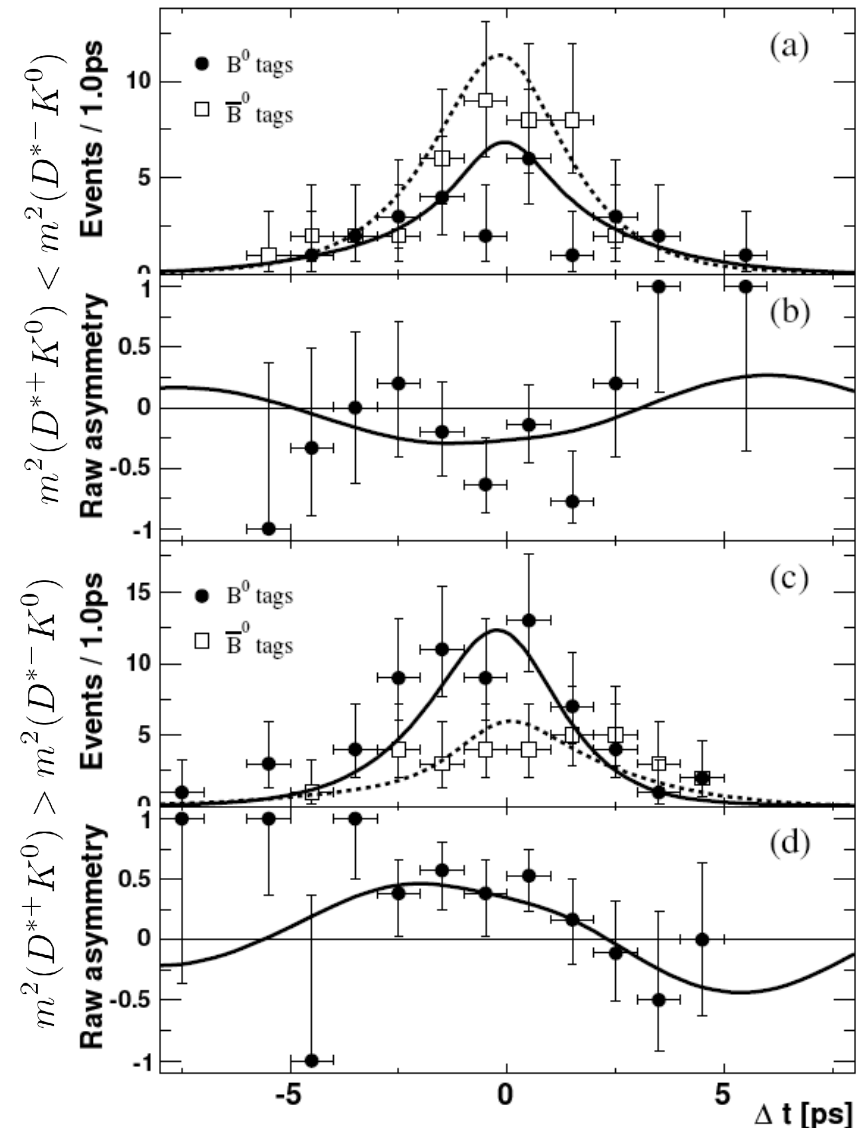 m²(D*⁺K⁰) < m²(D*⁻K⁰)
Events / 1.0ps
(a)
B⁰ tags
B̅⁰ tags
10
5
0
Raw asymmetry
(b)
1
0.5
0
-0.5
-1
m²(D*⁺K⁰) > m²(D*⁻K⁰)
Events / 1.0ps
(c)
B⁰ tags
B̅⁰ tags
15
10
5
0
Raw asymmetry
(d)
1
0.5
0
-0.5
-1
-5 0 5
Δ t [ps]